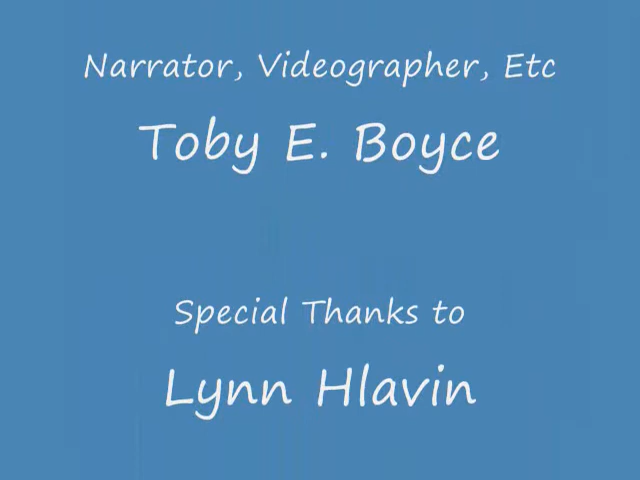 Narrator, Videographer, Etc
Toby E. Boyce
Special Thanks to
Lynn Hlavin